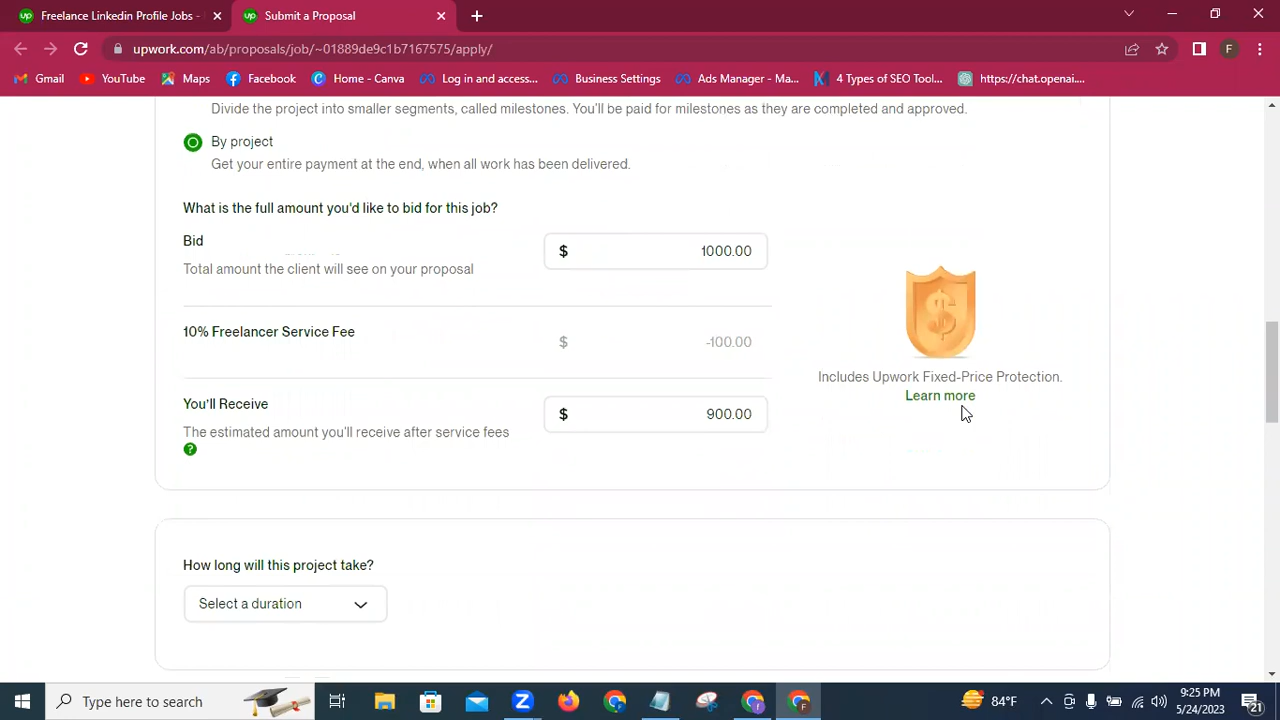 up Freelance Linkedin Profile Jobs -
up Submit a Proposal
upwork.com/ab/proposals/job/~01889de9c1b7167575/apply/
F
Gmail
YouTube
Maps
Facebook
Home - Canva
Log in and access...
Business Settings
Ads Manager - Ma...
4 Types of SEO Tool...
https://chat.openai....
Divide the project into smaller segments, called milestones. You'll be paid for milestones as they are completed and approved.
By project
Get your entire payment at the end, when all work has been delivered.
What is the full amount you'd like to bid for this job?
Bid
$ 1000.00
Total amount the client will see on your proposal
10% Freelancer Service Fee
$ -100.00
Includes Upwork Fixed-Price Protection.
Learn more
You'll Receive
$ 900.00
The estimated amount you'll receive after service fees
?
How long will this project take?
Select a duration
Type here to search
84°F
9:25 PM
5/24/2023
21